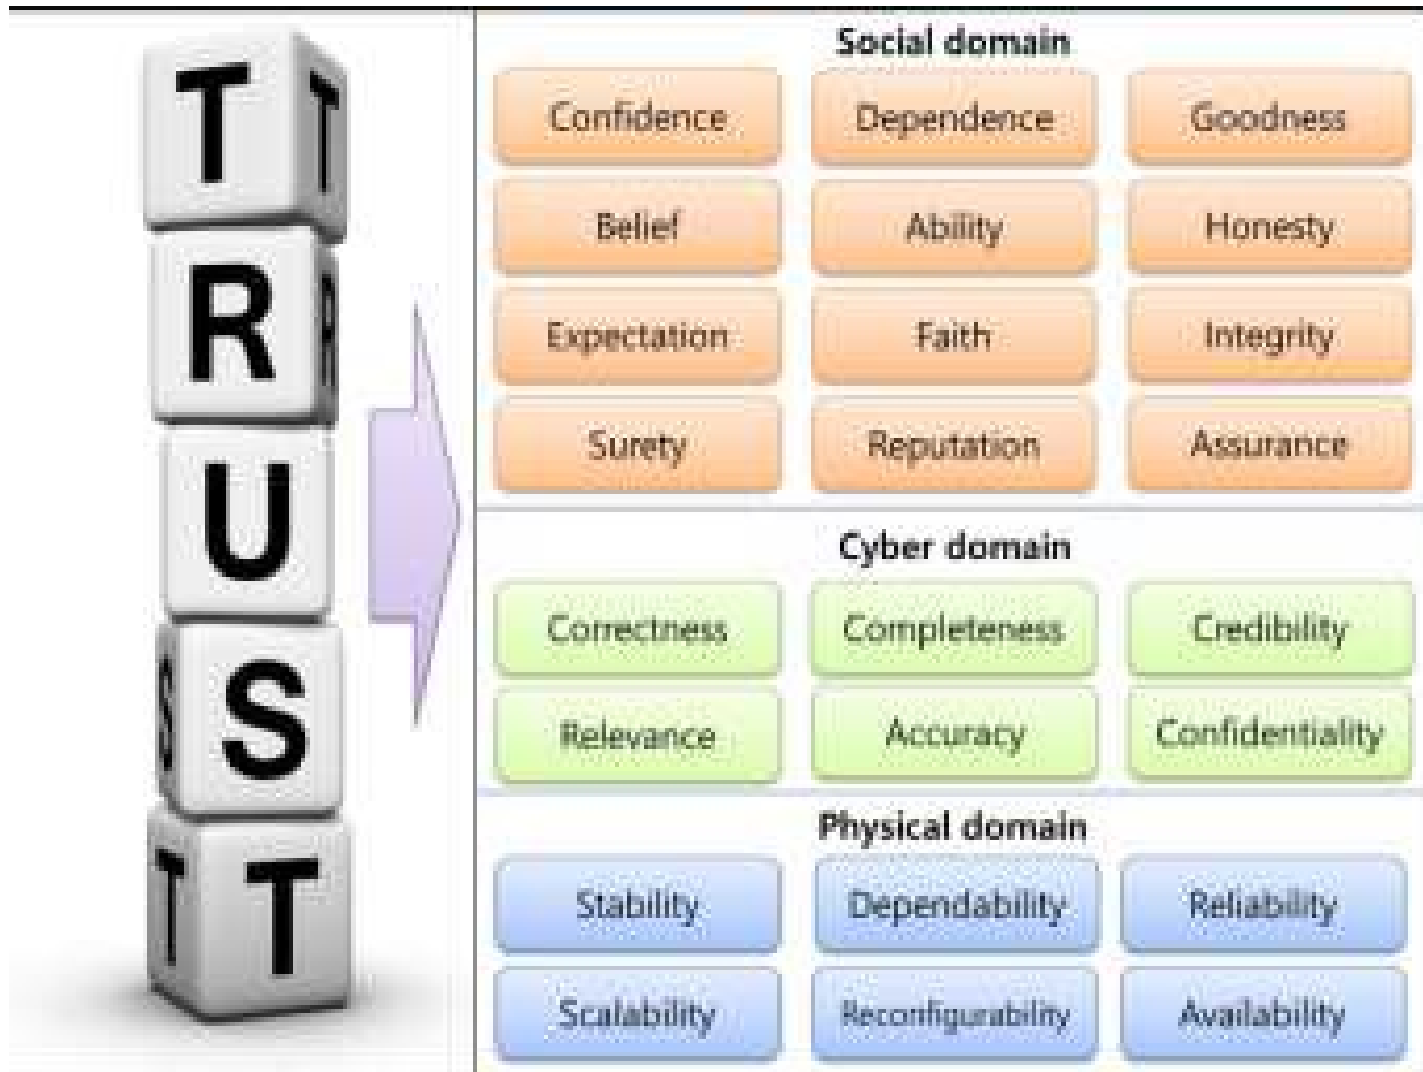 T T
R R
U
S S
T T
Social domain
Confidence Dependence Goodness
Belief Ability Honesty
Expectation Faith Integrity
Surety Reputation Assurance
Cyber domain
Correctness Completeness Credibility
Relevance Accuracy Confidentiality
Physical domain
Stability Dependability Reliability
Scalability Reconfigurability Availability